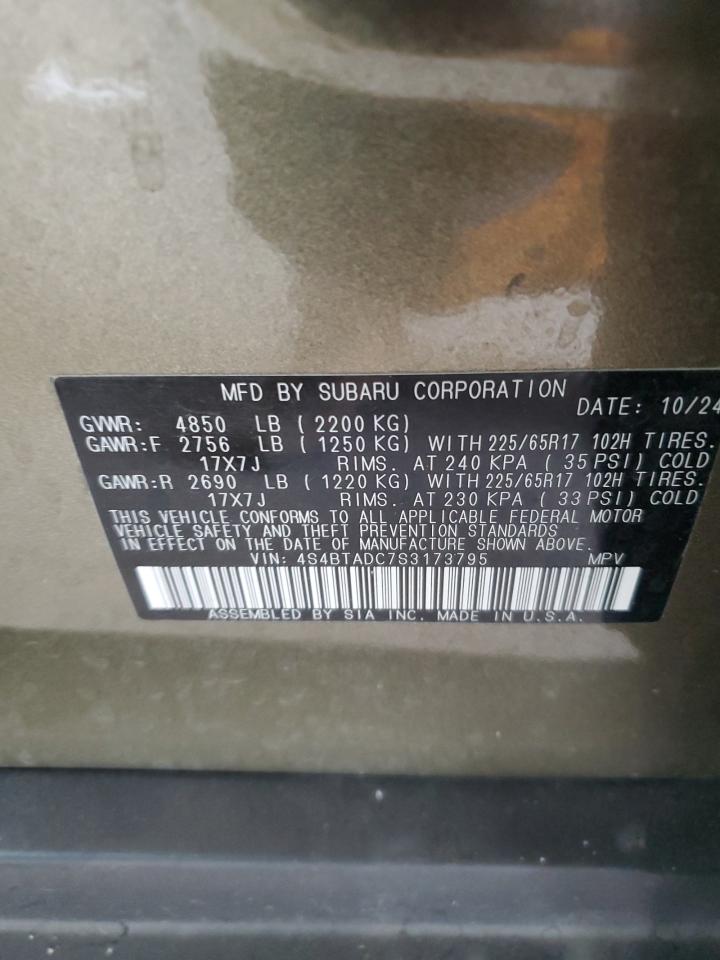 MFD BY SUBARU CORPORATION DATE: 10/24
GVWR: 4850 LB ( 2200 KG)
GAWR:F 2756 LB ( 1250 KG) WITH 225/65R17 102H TIRES.
17X7J RIMS. AT 240 KPA ( 35 PSI) COLD
GAWR:R 2690 LB ( 1220 KG) WITH 225/65R17 102H TIRES.
17X7J RIMS. AT 230 KPA ( 33 PSI) COLD
THIS VEHICLE CONFORMS TO ALL APPLICABLE FEDERAL MOTOR
VEHICLE SAFETY AND THEFT PREVENTION STANDARDS
IN EFFECT ON THE DATE OF MANUFACTURE SHOWN ABOVE.
VIN: 4S4BTADC7S3173795 MPV
ASSEMBLED BY SIA INC. MADE IN U.S.A.